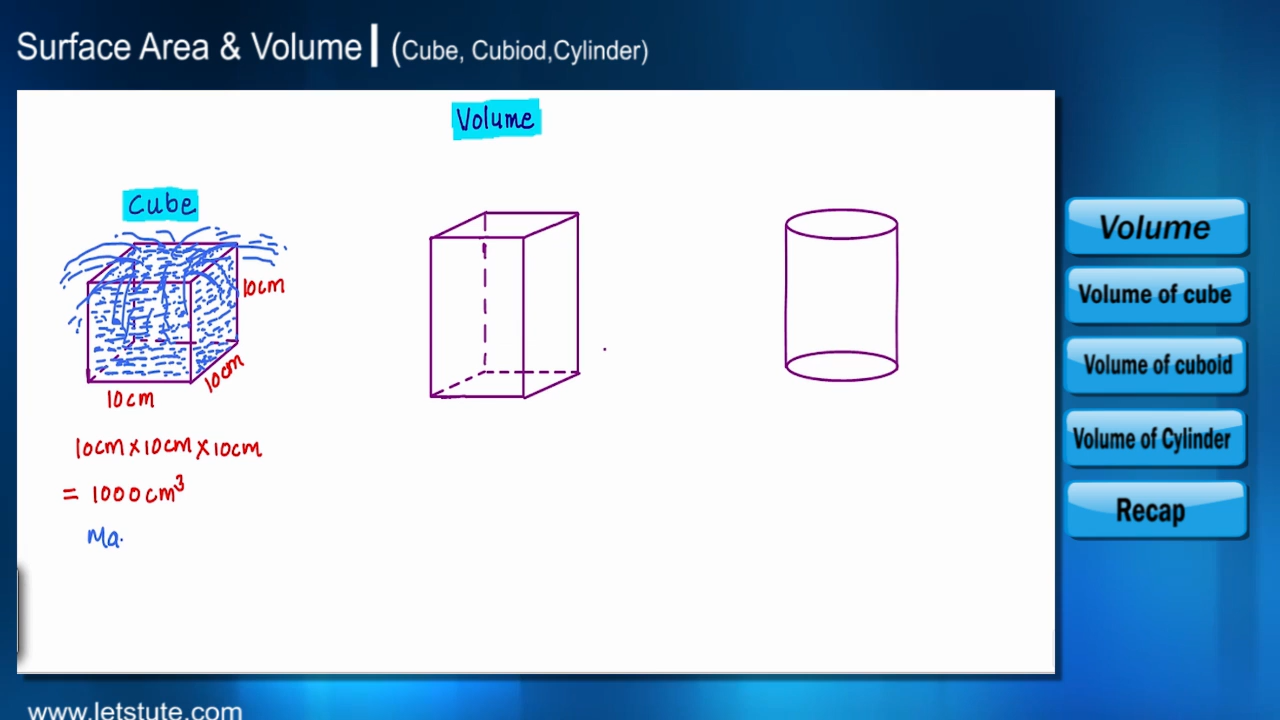 Surface Area & Volume | (Cube, Cubiod,Cylinder)
Volume
Cube
10cm
10cm
10cm
10cm x 10cm x 10cm
= 1000cm³
Ma
Volume
Volume of cube
Volume of cuboid
Volume of Cylinder
Recap
www.letstute.com